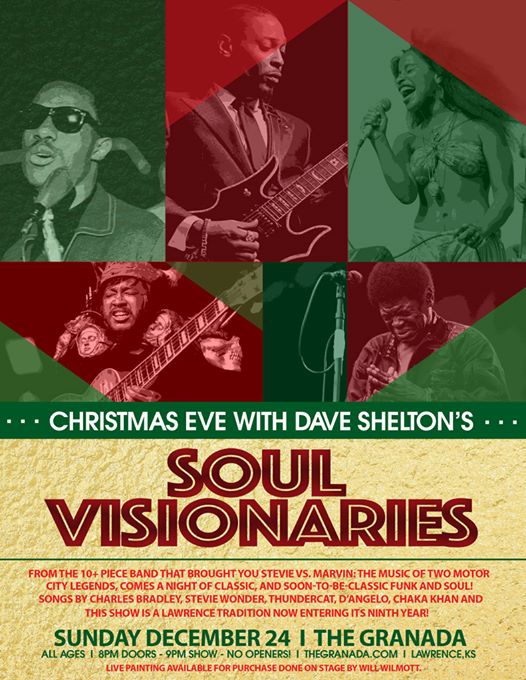 ··· CHRISTMAS EVE WITH DAVE SHELTON'S ···
SOUL
VISIONARIES
FROM THE 10+ PIECE BAND THAT BROUGHT YOU STEVIE VS. MARVIN: THE MUSIC OF TWO MOTOR
CITY LEGENDS, COMES A NIGHT OF CLASSIC, AND SOON-TO-BE-CLASSIC FUNK AND SOUL!
SONGS BY CHARLES BRADLEY, STEVIE WONDER, THUNDERCAT, D'ANGELO, CHAKA KHAN AND
THIS SHOW IS A LAWRENCE TRADITION NOW ENTERING ITS NINTH YEAR!
SUNDAY DECEMBER 24 | THE GRANADA
ALL AGES | 8PM DOORS - 9PM SHOW - NO OPENERS! | THEGRANADA.COM | LAWRENCE,KS
LIVE PAINTING AVAILABLE FOR PURCHASE DONE ON STAGE BY WILL WILMOTT.